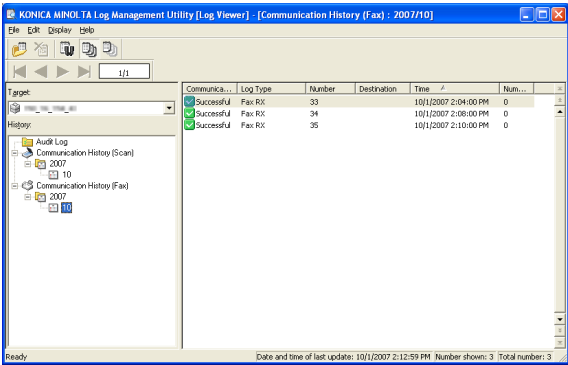 KONICA MINOLTA Log Management Utility [Log Viewer] - [Communication History (Fax) : 2007/10]
File Edit Display Help
1/1
Target:
History:
Audit Log
Communication History (Scan)
2007
10
Communication History (Fax)
2007
10
Communica... Log Type Number Destination Time Num...
Successful Fax RX 33 10/1/2007 2:04:00 PM 0
Successful Fax RX 34 10/1/2007 2:08:00 PM 0
Successful Fax RX 35 10/1/2007 2:10:00 PM 0
Ready Date and time of last update: 10/1/2007 2:12:59 PM Number shown: 3 Total number: 3